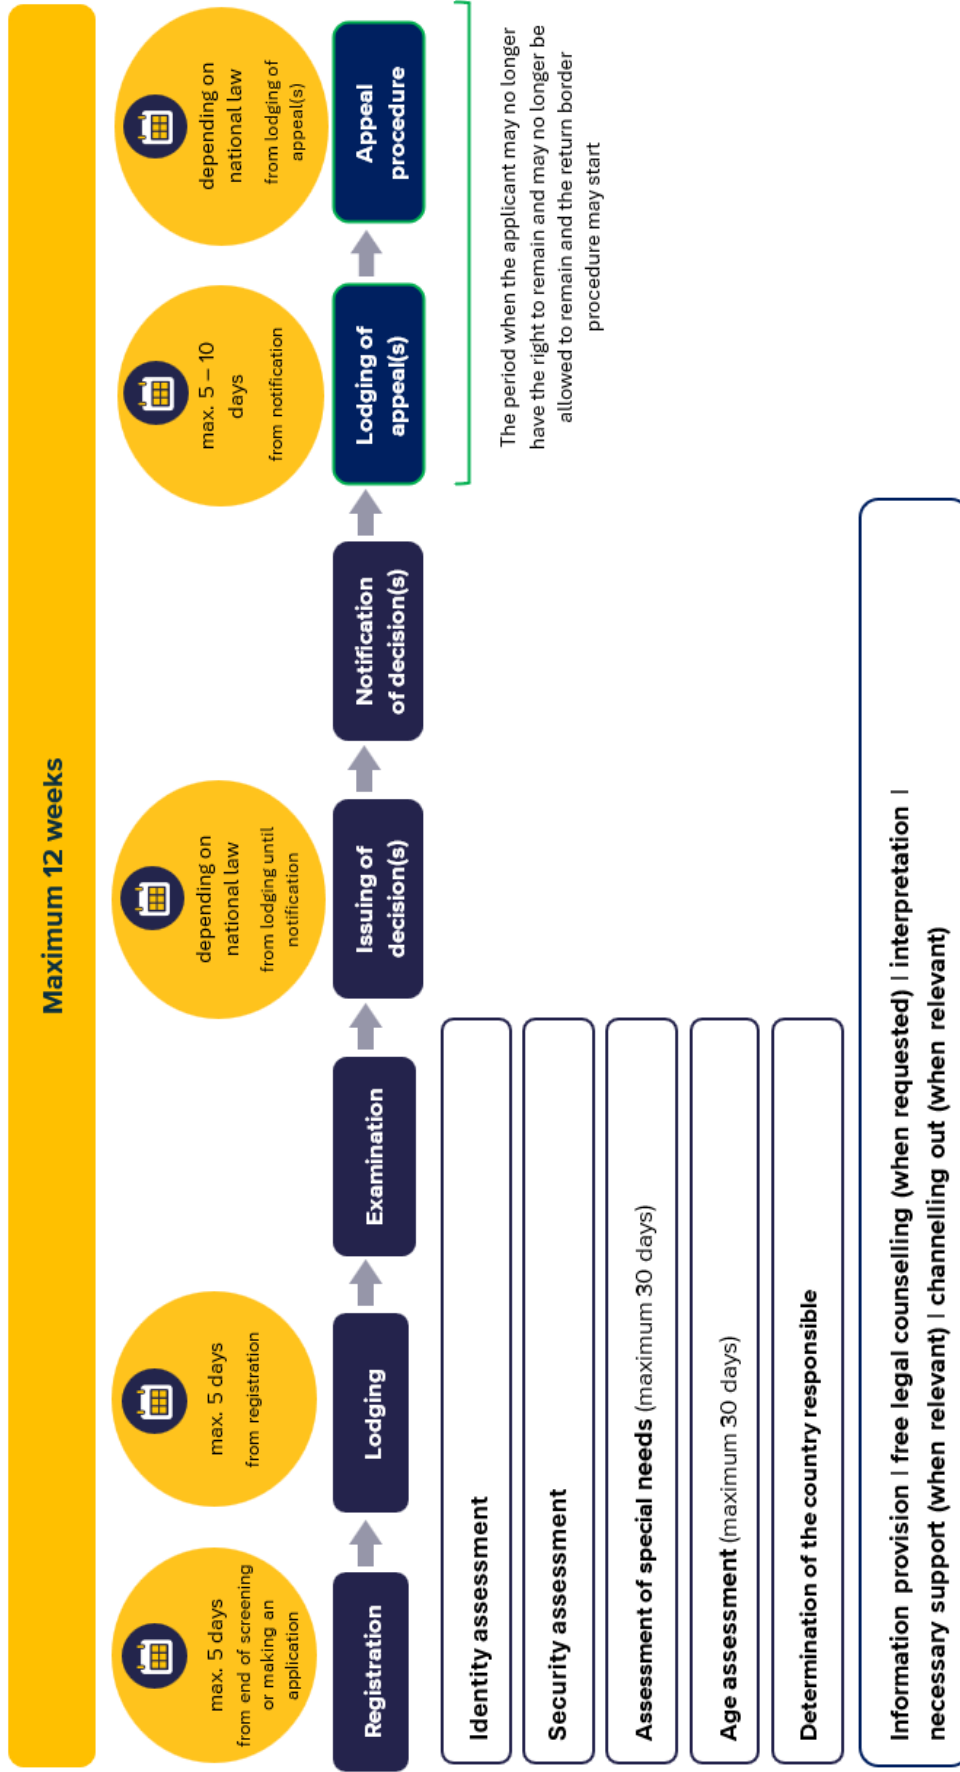 Maximum 12 weeks
max. 5 days
from end of screening
or making an
application
max. 5 days
from registration
depending on
national law
from lodging until
notification
max. 5 – 10
days
from notification
depending on
national law
from lodging of
appeal(s)
Registration
Lodging
Examination
Issuing of
decision(s)
Notification
of decision(s)
Lodging of
appeal(s)
Appeal
procedure
Identity assessment
Security assessment
Assessment of special needs (maximum 30 days)
Age assessment (maximum 30 days)
Determination of the country responsible
The period when the applicant may no longer
have the right to remain and may no longer be
allowed to remain and the return border
procedure may start
Information provision | free legal counselling (when requested) | interpretation |
necessary support (when relevant) | channelling out (when relevant)